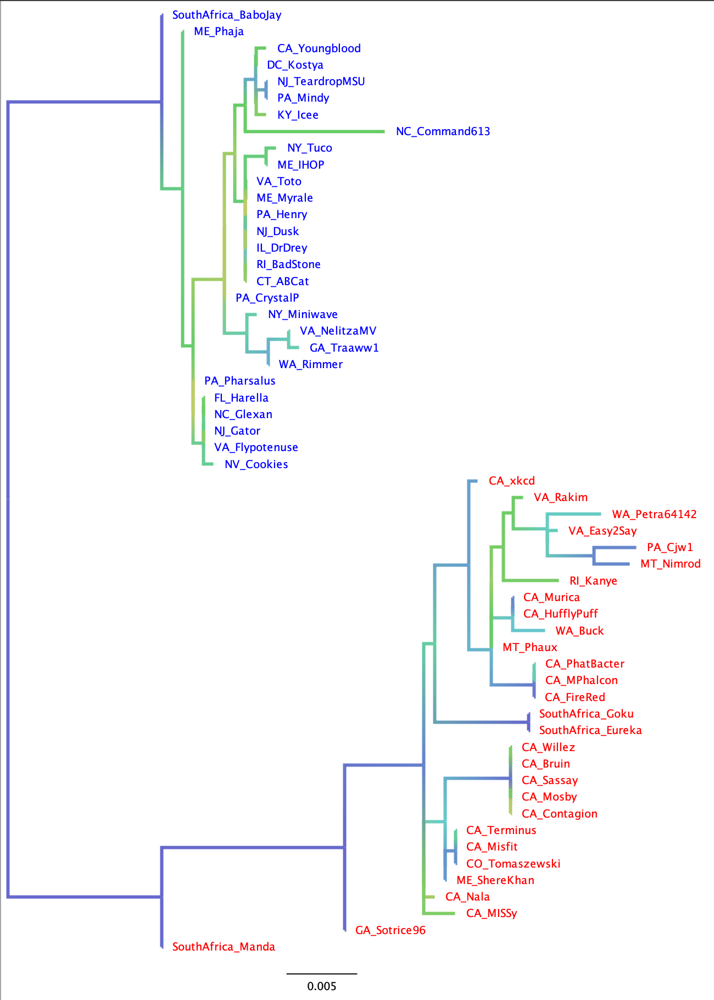 SouthAfrica_BaboJay
ME_Phaja
CA_Youngblood
DC_Kostya
NJ_TeardropMSU
PA_Mindy
KY_Icee
NC_Command613
NY_Tuco
ME_IHOP
VA_Toto
ME_Myrale
PA_Henry
NJ_Dusk
IL_DrDrey
RI_BadStone
CT_ABCat
PA_CrystalP
NY_Miniwave
VA_NelitzaMV
GA_Traaww1
WA_Rimmer
PA_Pharsalus
FL_Harella
NC_Glexan
NJ_Gator
VA_Flypotenuse
NV_Cookies
CA_xkcd
VA_Rakim
WA_Petra64142
VA_Easy2Say
PA_Cjw1
MT_Nimrod
RI_Kanye
CA_Murica
CA_HufflyPuff
WA_Buck
MT_Phaux
CA_PhatBacter
CA_MPhalcon
CA_FireRed
SouthAfrica_Goku
SouthAfrica_Eureka
CA_Willez
CA_Bruin
CA_Sassay
CA_Mosby
CA_Contagion
CA_Terminus
CA_Misfit
CO_Tomaszewski
ME_ShereKhan
CA_Nala
CA_MISSy
GA_Sotrice96
SouthAfrica_Manda
0.005